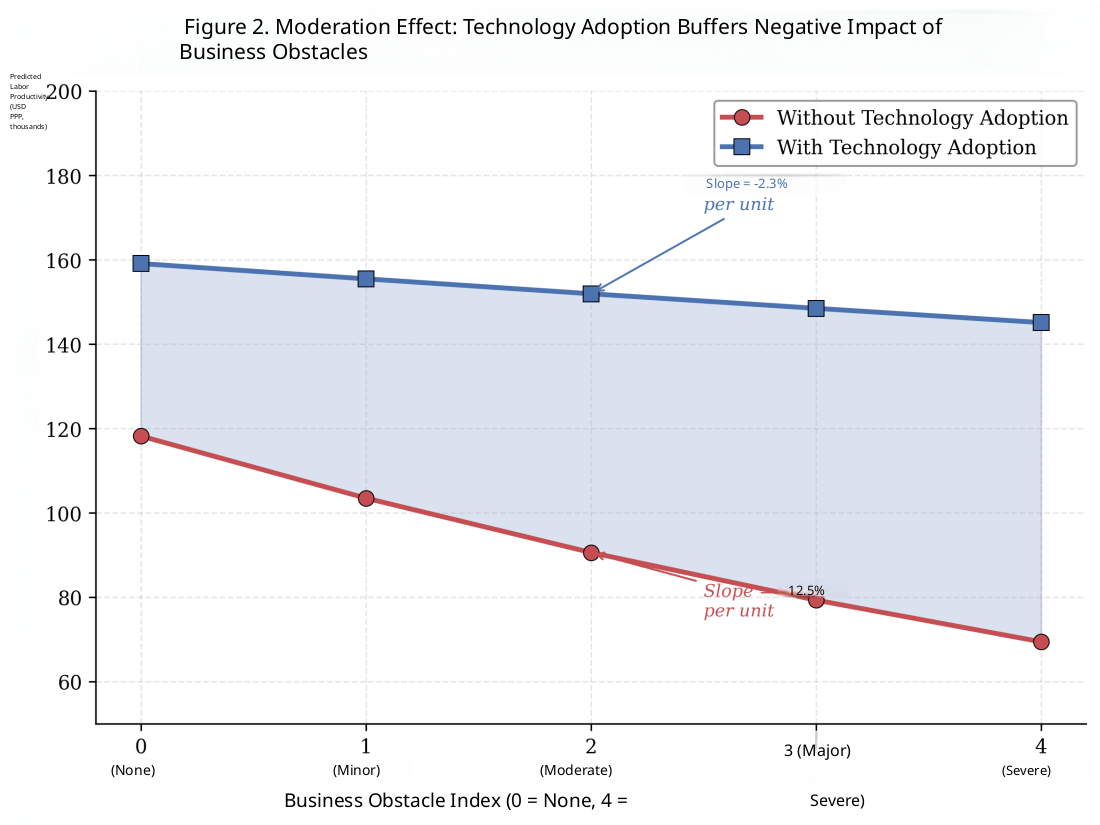 Figure 2. Moderation Effect: Technology Adoption Buffers Negative Impact of
Business Obstacles
Predicted
Labor
Productivity
(USD
PPP,
thousands)
200
180
160
140
120
100
80
60
Without Technology Adoption
With Technology Adoption
Slope = -2.3%
per unit
Slope 12.5%
per unit
0
1
2
3 (Major)
4
(None)
(Minor)
(Moderate)
(Severe)
Business Obstacle Index (0 = None, 4 = Severe)